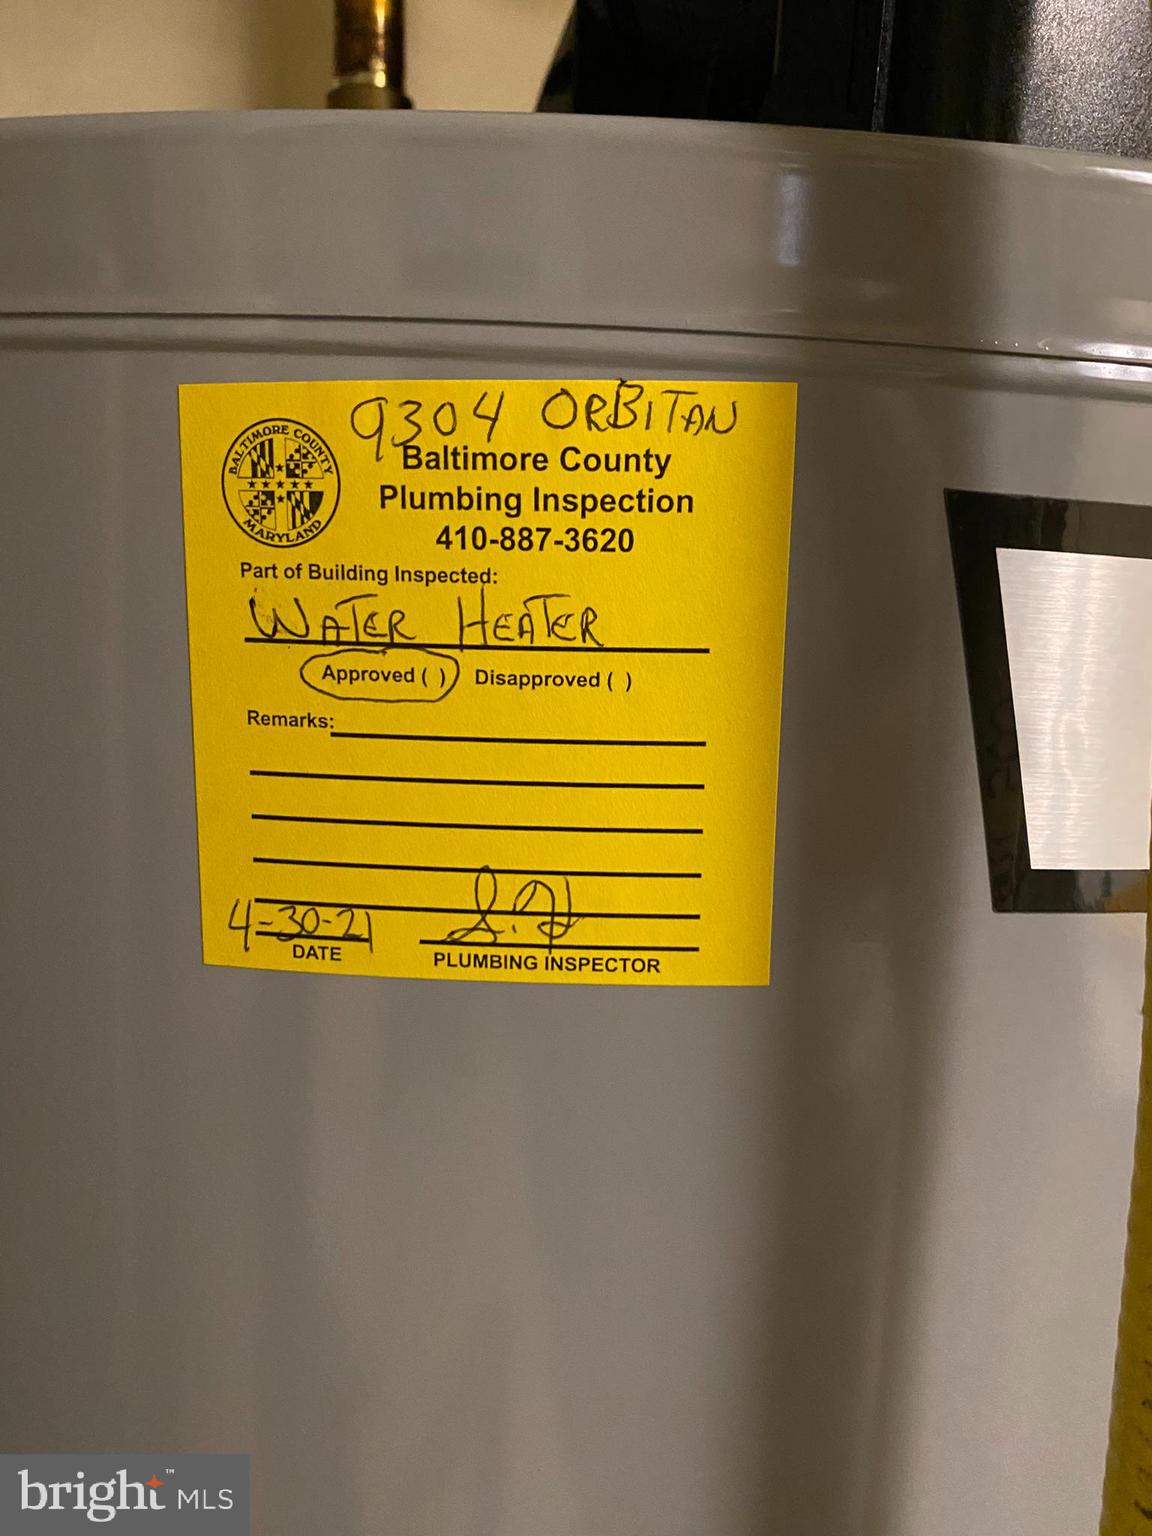 9304 ORBITAN
BALTIMORE COUNTY
MARYLAND
Baltimore County
Plumbing Inspection
410-887-3620
Part of Building Inspected:
WATER HEATER
Approved ( ) Disapproved ( )
Remarks:
4-30-21
DATE PLUMBING INSPECTOR
bright™ MLS